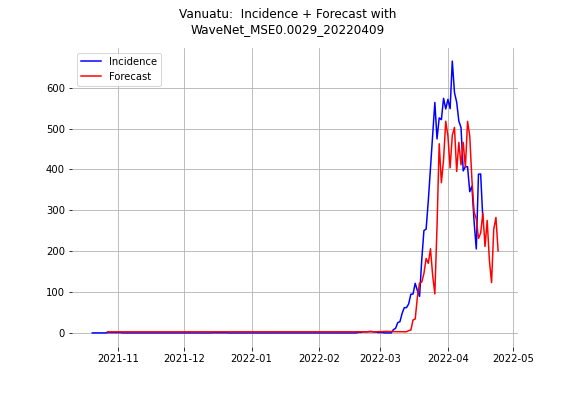 Vanuatu:  Incidence + Forecast with
WaveNet_MSE0.0029_20220409
Incidence
Forecast
600
500
400
300
200
100
0
2021-11 2021-12 2022-01 2022-02 2022-03 2022-04 2022-05